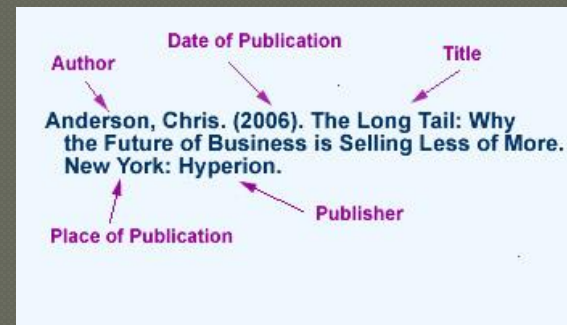 Date of Publication
Author
Title
Anderson, Chris. (2006). The Long Tail: Why
the Future of Business is Selling Less of More.
New York: Hyperion.
Publisher
Place of Publication